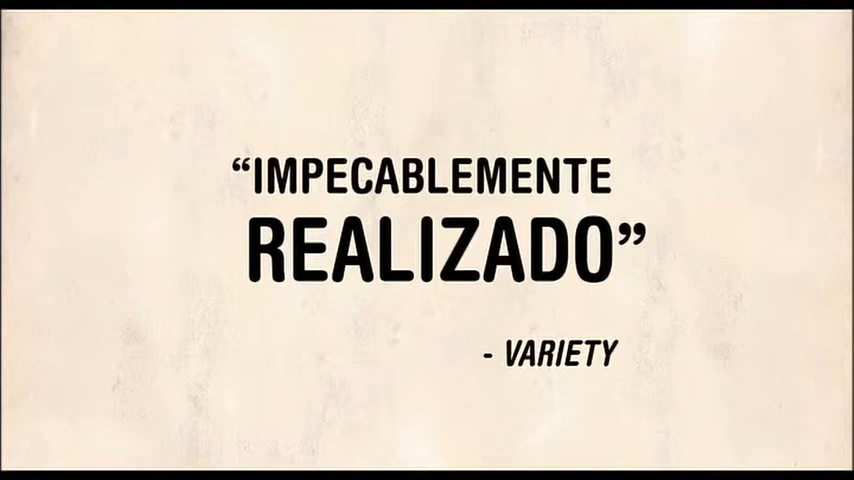 “IMPECABLEMENTE
REALIZADO”
- VARIETY